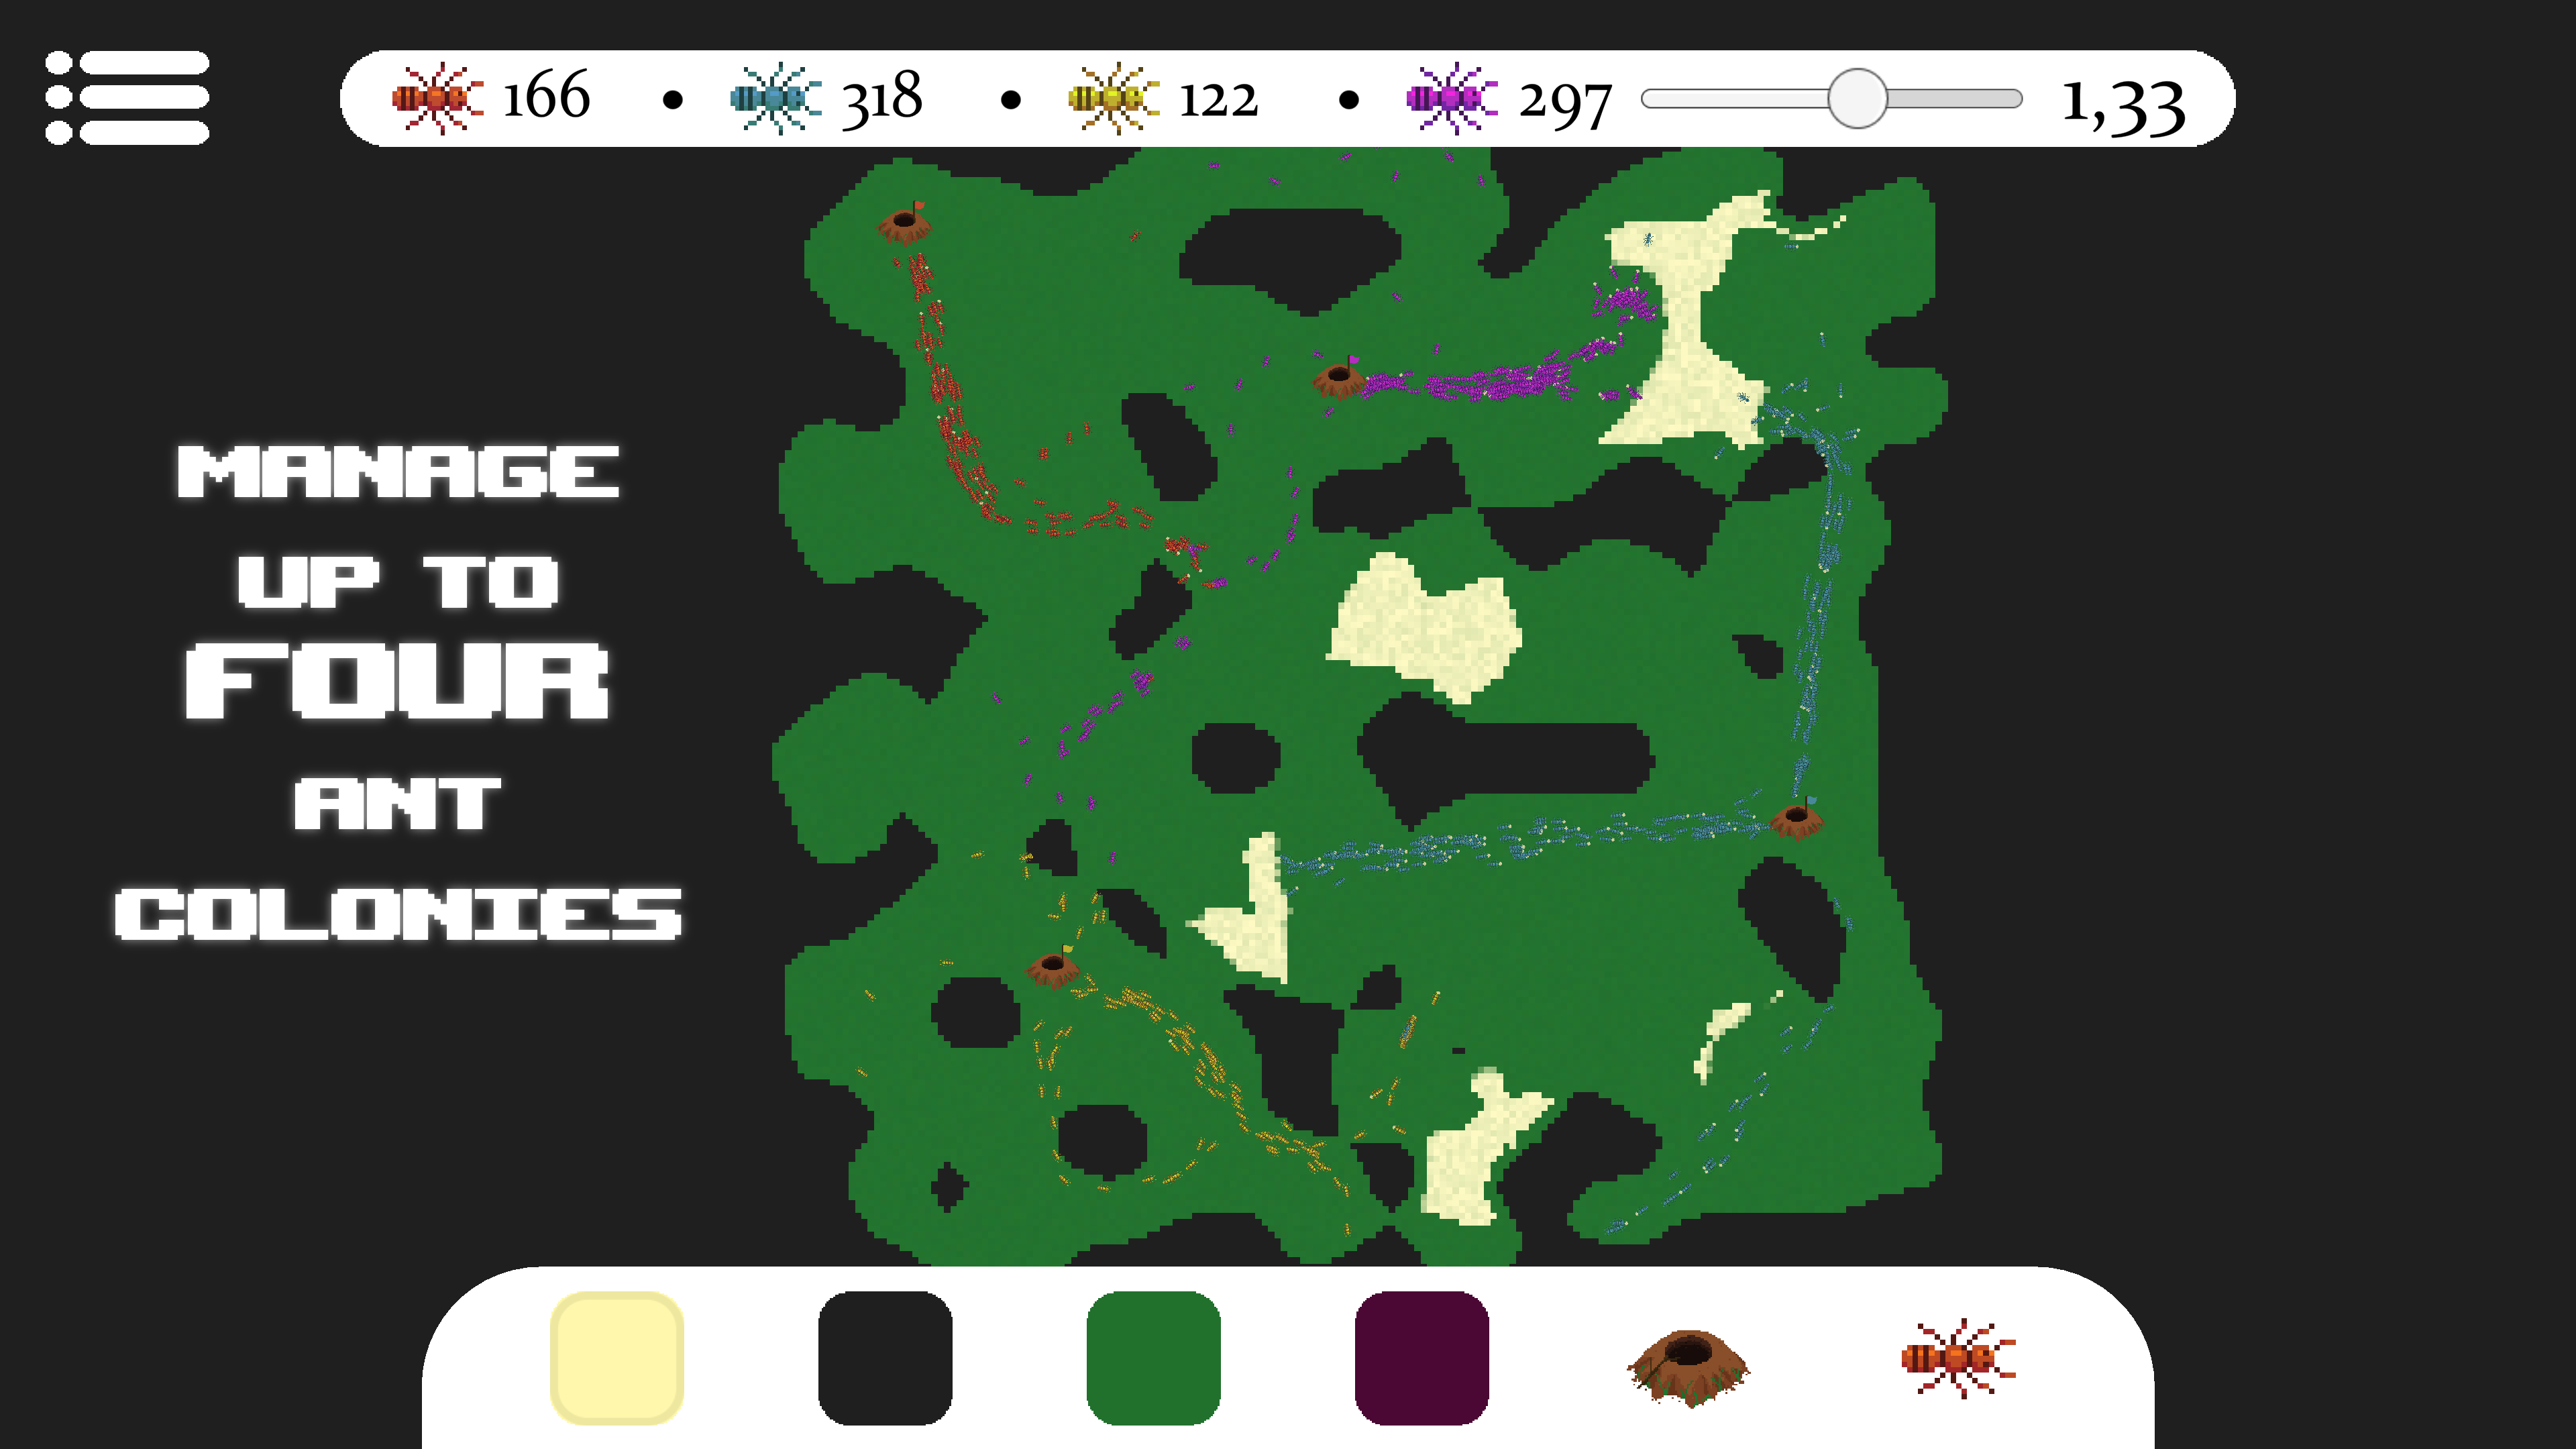 166 • 318 • 122 • 297 1,33
MANAGE
UP TO
FOUR
ANT
COLONIES